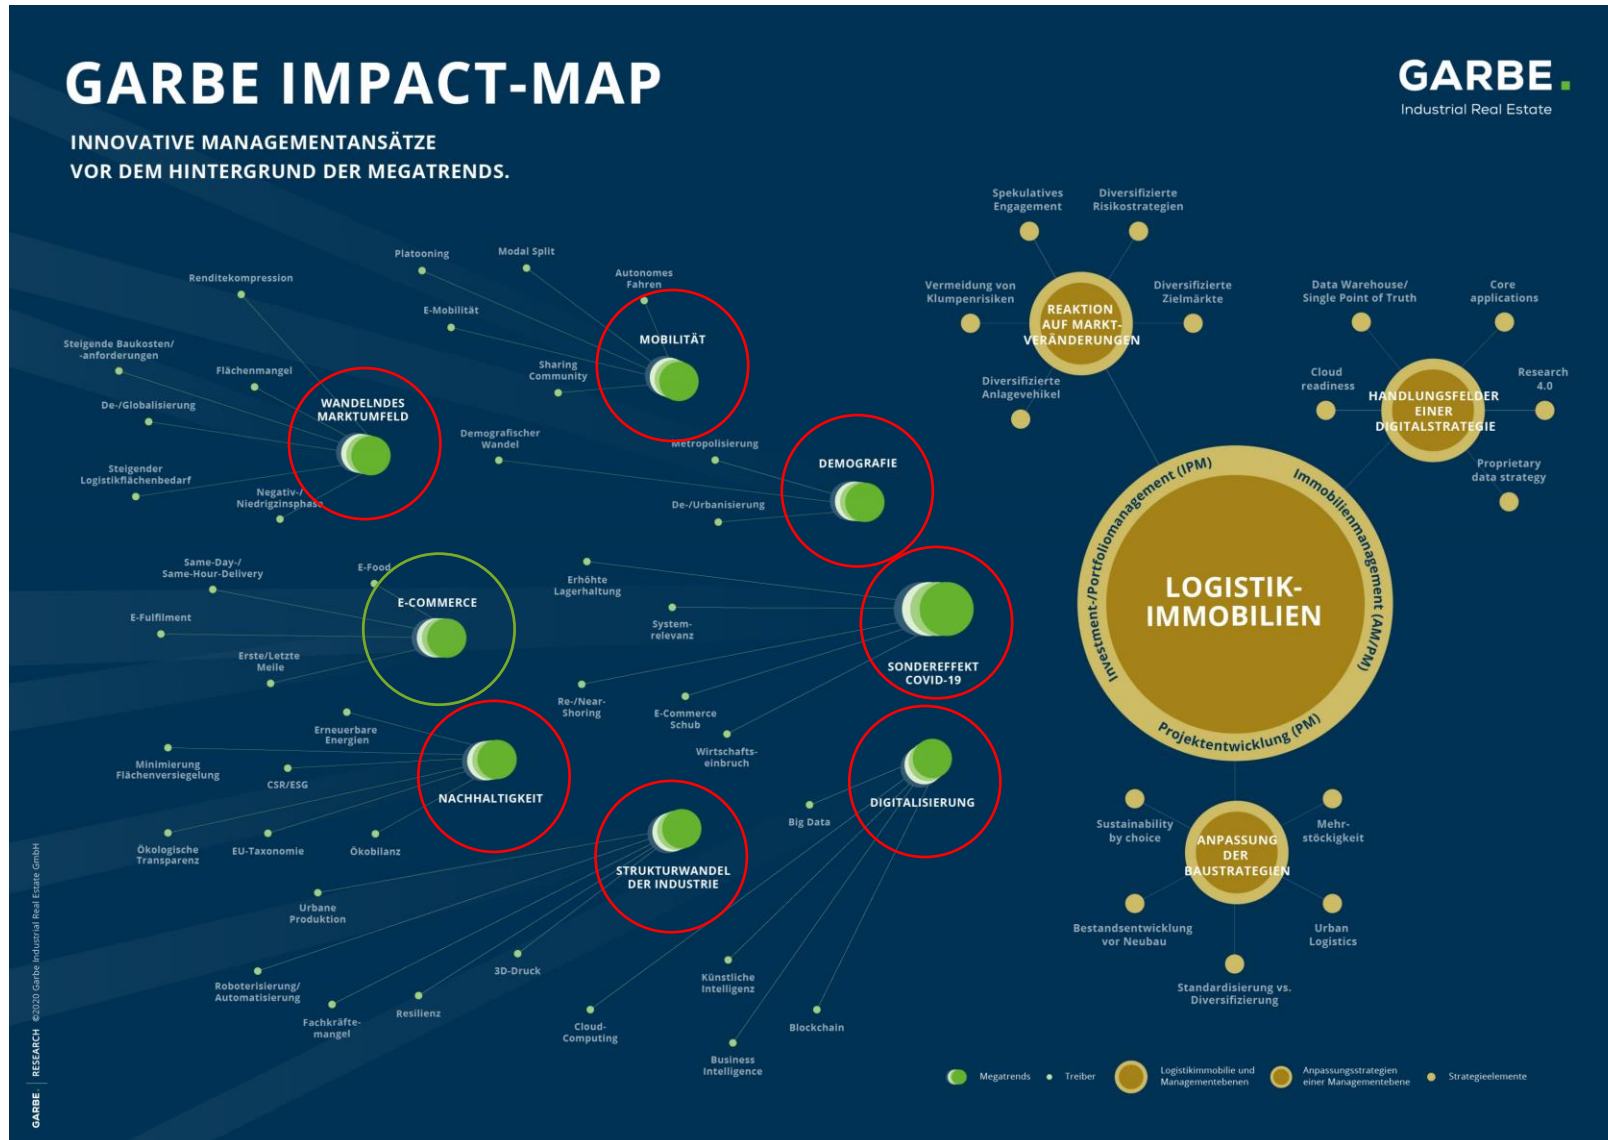 GARBE IMPACT-MAP
INNOVATIVE MANAGEMENTANSÄTZE
VOR DEM HINTERGRUND DER MEGATRENDS.
GARBE.
Industrial Real Estate
Renditekompression
Steigende Baukosten/
-anforderungen
Flächenmangel
De-/Globalisierung
Steigender
Logistikflächenbedarf
Negativ-/
Niedrigzinsphase
WANDELNDES
MARKTUMFELD
Platooning
Modal Split
Autonomes
Fahren
E-Mobilität
Sharing
Community
MOBILITÄT
Demografischer
Wandel
Metropolisierung
De-/Urbanisierung
DEMOGRAFIE
Same-Day-/
Same-Hour-Delivery
E-Food
E-Fulfilment
Erste/Letzte
Meile
E-COMMERCE
Erhöhte
Lagerhaltung
System-
relevanz
Re-/Near-
Shoring
E-Commerce
Schub
Wirtschafts-
einbruch
SONDEREFFEKT
COVID-19
Erneuerbare
Energien
Minimierung
Flächenversiegelung
CSR/ESG
Ökologische
Transparenz
EU-Taxonomie
Ökobilanz
NACHHALTIGKEIT
Urbane
Produktion
Roboterisierung/
Automatisierung
Fachkräfte-
mangel
Resilienz
3D-Druck
STRUKTURWANDEL
DER INDUSTRIE
Big Data
Cloud-
Computing
Künstliche
Intelligenz
Business
Intelligence
Blockchain
DIGITALISIERUNG
Spekulatives
Engagement
Diversifizierte
Risikostrategien
Vermeidung von
Klumpenrisiken
Diversifizierte
Zielmärkte
Diversifizierte
Anlagevehikel
REAKTION
AUF MARKT-
VERÄNDERUNGEN
Data Warehouse/
Single Point of Truth
Core
applications
Cloud
readiness
Research
4.0
Proprietary
data strategy
HANDLUNGSFELDER
EINER
DIGITALSTRATEGIE
Investment-/Portfoliomanagement (IPM)
Immobilienmanagement (AM/PM)
Projektentwicklung (PM)
LOGISTIK-
IMMOBILIEN
Sustainability
by choice
Mehr-
stöckigkeit
Bestandsentwicklung
vor Neubau
Urban
Logistics
Standardisierung vs.
Diversifizierung
ANPASSUNG
DER
BAUSTRATEGIEN
Megatrends
Treiber
Logistikimmobilie und
Managementebenen
Anpassungsstrategien
einer Managementebene
Strategieelemente
GARBE. | RESEARCH ©2020 Garbe Industrial Real Estate GmbH